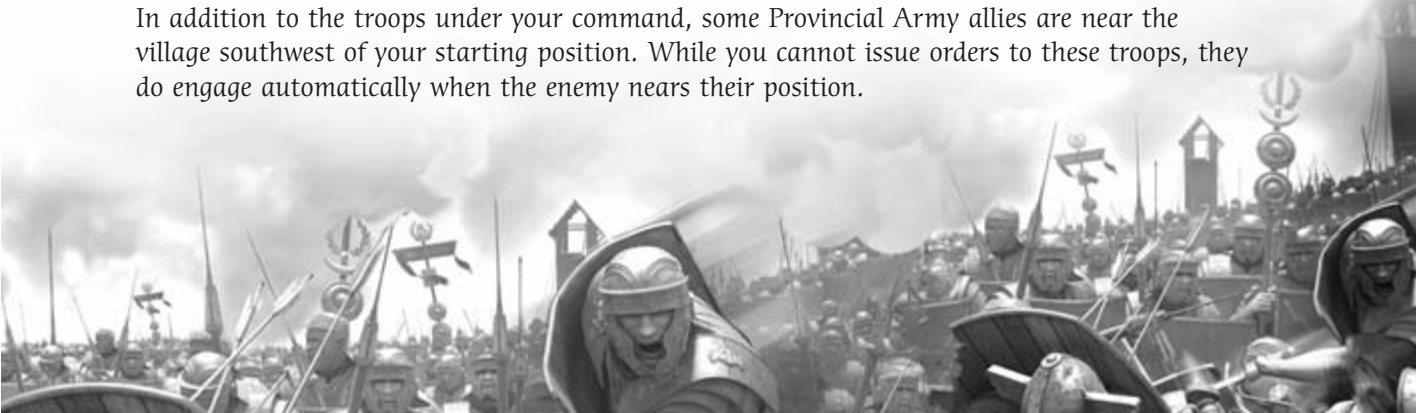 In addition to the troops under your command, some Provincial Army allies are near the
village southwest of your starting position. While you cannot issue orders to these troops, they
do engage automatically when the enemy nears their position.